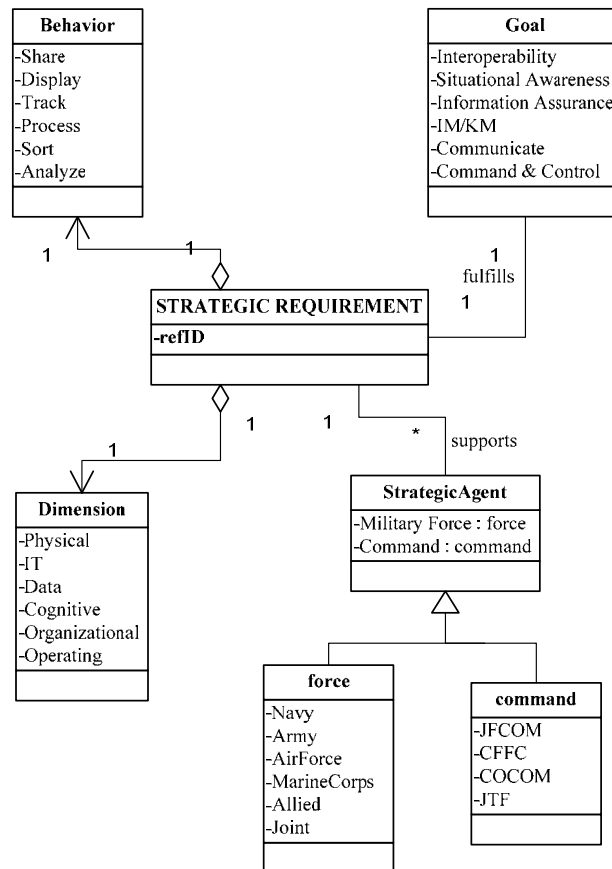 Behavior
-Share
-Display
-Track
-Process
-Sort
-Analyze
Goal
-Interoperability
-Situational Awareness
-Information Assurance
-IM/KM
-Communicate
-Command & Control
1
1
1
fulfills
1
STRATEGIC REQUIREMENT
-refID
1
1
1
*
supports
Dimension
-Physical
-IT
-Data
-Cognitive
-Organizational
-Operating
StrategicAgent
-Military Force : force
-Command : command
force
-Navy
-Army
-AirForce
-MarineCorps
-Allied
-Joint
command
-JFCOM
-CFFC
-COCOM
-JTF